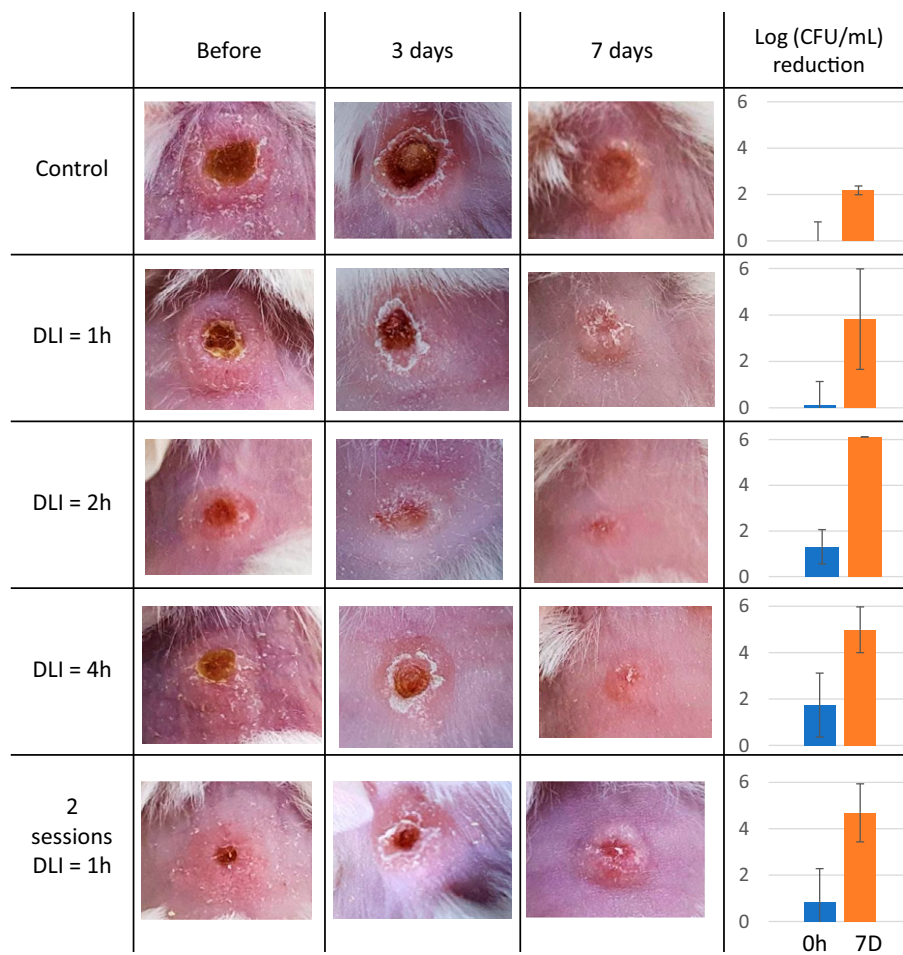 Before
3 days
7 days
Log (CFU/mL)
reduction
Control
6
4
2
0
DLI = 1h
6
4
2
0
DLI = 2h
6
4
2
0
DLI = 4h
6
4
2
0
2
sessions
DLI = 1h
6
4
2
0
0h 7D